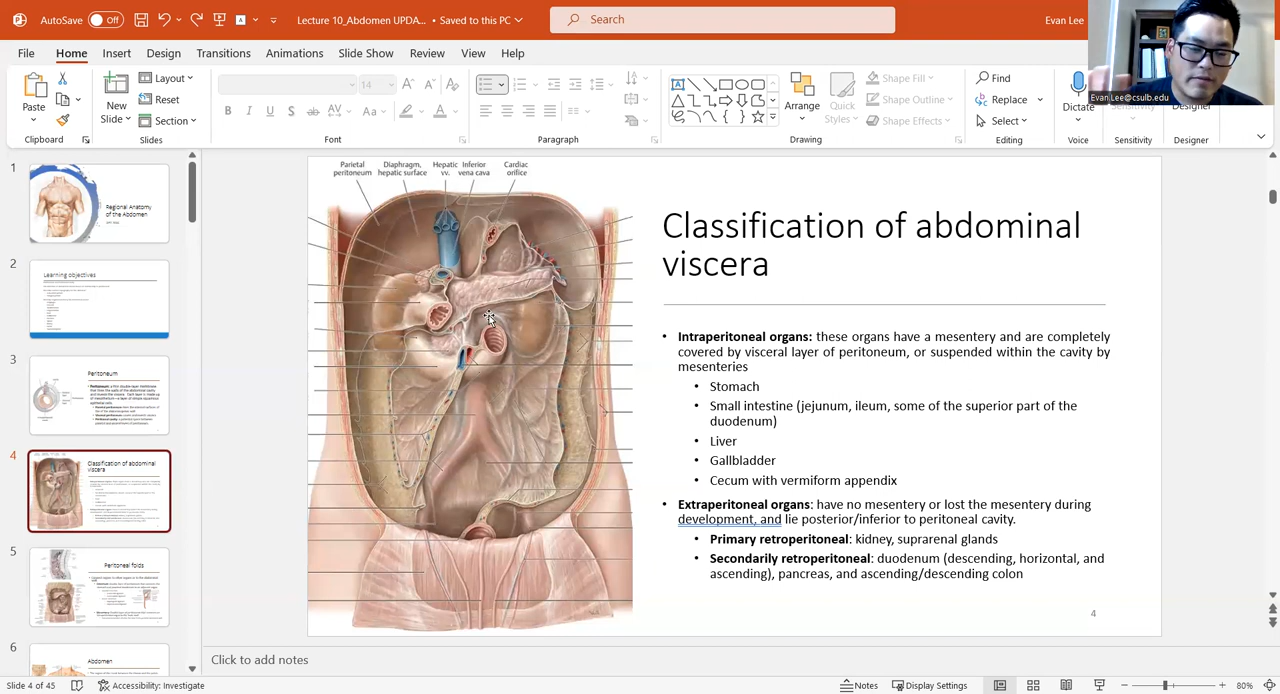 AutoSave Off Lecture 10_Abdomen UPDA... • Saved to this PC Search Evan Lee
File Home Insert Design Transitions Animations Slide Show Review View Help
Paste
New
Slide
Layout
Reset
Section
14
Arrange
Quick
Styles
Shape Fill
Shape Outline
Shape Effects
Find
Replace
Select
Dictate
Sensitivity
Designer
Evan Lee@csulb.edu
Clipboard Slides Font Paragraph Drawing Editing Voice Sensitivity Designer
1
Regional Anatomy
of the Abdomen
2
Learning objectives
3
Peritoneum
4
Classification of abdominal
viscera
5
Peritoneal folds
6
Abdomen
Parietal
peritoneum
Diaphragm,
hepatic surface
Hepatic
vv.
Inferior
vena cava
Cardiac
orifice
Classification of abdominal
viscera
• Intraperitoneal organs: these organs have a mesentery and are completely
covered by visceral layer of peritoneum, or suspended within the cavity by
mesenteries
• Stomach
• Small intestine (jejunum ileum, some of the superior part of the
duodenum)
• Liver
• Gallbladder
• Cecum with vermiform appendix
• Extraperitoneal organs: have no mesentery or lost the mesentery during
development, and lie posterior/inferior to peritoneal cavity.
• Primary retroperitoneal: kidney, suprarenal glands
• Secondarily retroperitoneal: duodenum (descending, horizontal, and
ascending), pancreas, and ascending/descending colon
4
Click to add notes
Slide 4 of 45 Accessibility: Investigate Notes Display Settings 80%